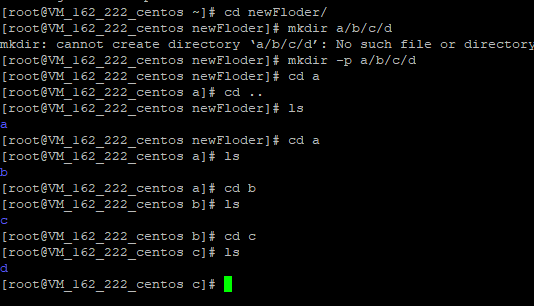 [root@VM_162_222_centos ~]# cd newFloder/
[root@VM_162_222_centos newFloder]# mkdir a/b/c/d
mkdir: cannot create directory ‘a/b/c/d’: No such file or directory
[root@VM_162_222_centos newFloder]# mkdir -p a/b/c/d
[root@VM_162_222_centos newFloder]# cd a
[root@VM_162_222_centos a]# cd ..
[root@VM_162_222_centos newFloder]# ls
a
[root@VM_162_222_centos newFloder]# cd a
[root@VM_162_222_centos a]# ls
b
[root@VM_162_222_centos a]# cd b
[root@VM_162_222_centos b]# ls
c
[root@VM_162_222_centos b]# cd c
[root@VM_162_222_centos c]# ls
d
[root@VM_162_222_centos c]#